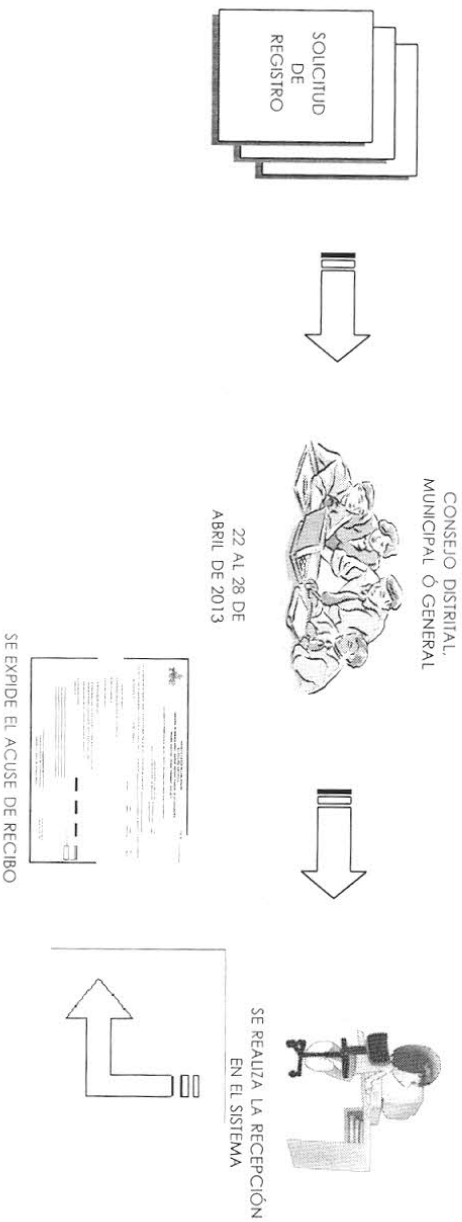 SOLICITUD
DE
REGISTRO
CONSEJO DISTRITAL,
MUNICIPAL Ó GENERAL
22 AL 28 DE
ABRIL DE 2013
SE REALIZA LA RECEPCIÓN
EN EL SISTEMA
SE EXPIDE EL ACUSE DE RECIBO